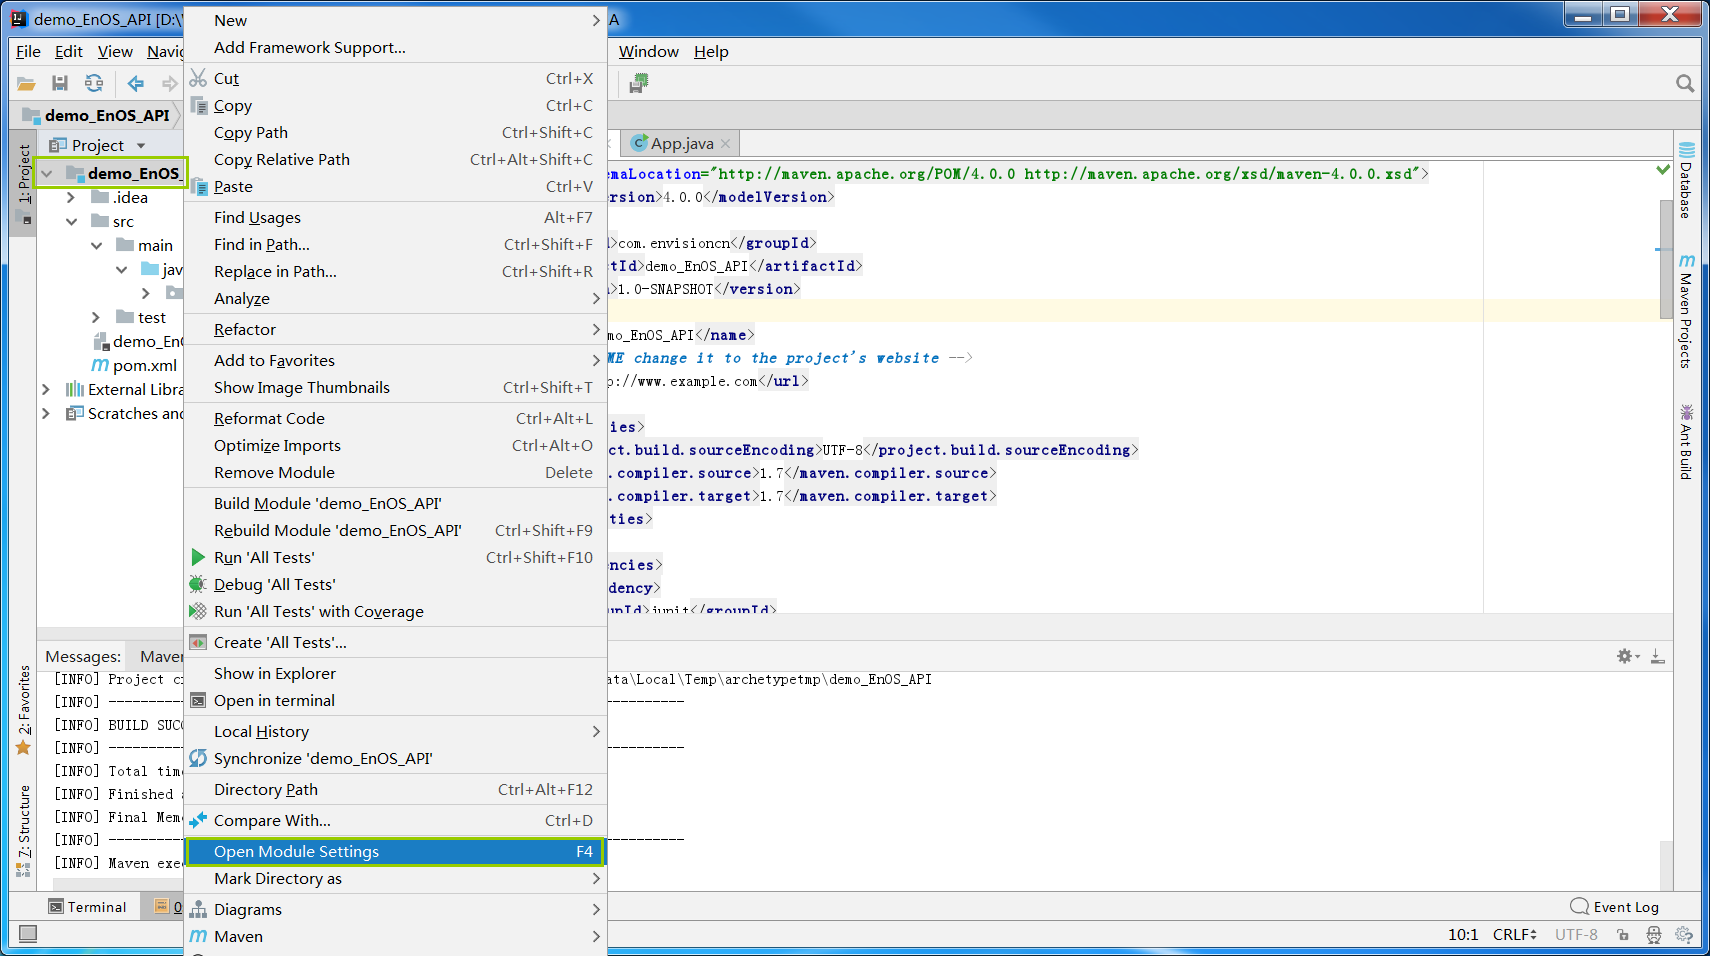 demo_EnOS_API [D:\
A
File Edit View Navig
Window Help
demo_EnOS_API
Project
App.java
1: Project
demo_EnOS_
.idea
src
main
jav
test
demo_EnO
pom.xml
External Libra
Scratches and
2: Favorites
7: Structure
New
Add Framework Support...
Cut Ctrl+X
Copy Ctrl+C
Copy Path Ctrl+Shift+C
Copy Relative Path Ctrl+Alt+Shift+C
Paste Ctrl+V
Find Usages Alt+F7
Find in Path... Ctrl+Shift+F
Replace in Path... Ctrl+Shift+R
Analyze
Refactor
Add to Favorites
Show Image Thumbnails Ctrl+Shift+T
Reformat Code Ctrl+Alt+L
Optimize Imports Ctrl+Alt+O
Remove Module Delete
Build Module 'demo_EnOS_API'
Rebuild Module 'demo_EnOS_API' Ctrl+Shift+F9
Run 'All Tests' Ctrl+Shift+F10
Debug 'All Tests'
Run 'All Tests' with Coverage
Create 'All Tests'...
Show in Explorer
Open in terminal
Local History
Synchronize 'demo_EnOS_API'
Directory Path Ctrl+Alt+F12
Compare With... Ctrl+D
Open Module Settings F4
Mark Directory as
Diagrams
Maven
maLocation="http://maven.apache.org/POM/4.0.0 http://maven.apache.org/xsd/maven-4.0.0.xsd">
rsion>4.0.0</modelVersion>
>com.envisioncn</groupId>
ctId>demo_EnOS_API</artifactId>
>1.0-SNAPSHOT</version>
mo_EnOS_API</name>
ME change it to the project's website -->
p://www.example.com</url>
ies>
ct.build.sourceEncoding>UTF-8</project.build.sourceEncoding>
.compiler.source>1.7</maven.compiler.source>
.compiler.target>1.7</maven.compiler.target>
ties>
ncies>
dency>
upId>junit</groupId>
Database
Maven Projects
Ant Build
Messages: Maven
[INFO] Project cr
ata\Local\Temp\archetypetmp\demo_EnOS_API
[INFO] ----------
----------
[INFO] BUILD SUCC
[INFO] ----------
----------
[INFO] Total time
[INFO] Finished a
[INFO] Final Memo
[INFO] ----------
----------
[INFO] Maven exec
Terminal 0
Event Log
10:1 CRLF UTF-8